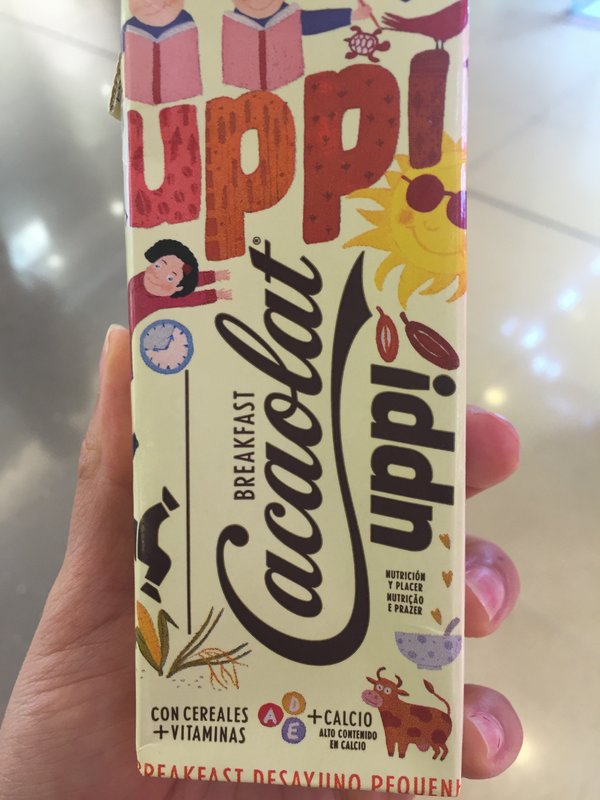 upp!
BREAKFAST
Cacaolat®
upp!
NUTRICIÓN
Y PLACER
NUTRIÇÃO
E PRAZER
CON CEREALES
+VITAMINAS
A D E
+CALCIO
ALTO CONTENIDO
EN CALCIO
BREAKFAST DESAYUNO PEQUEN